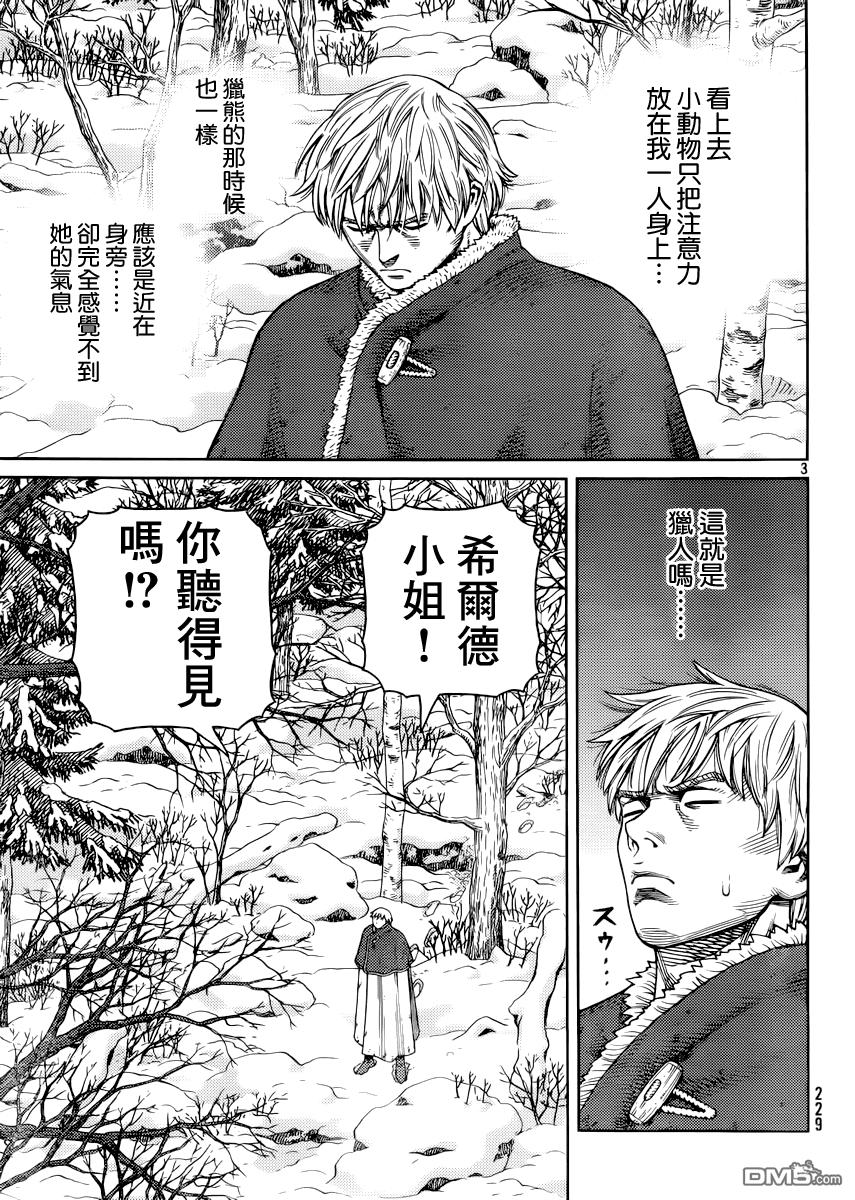 看上去
小動物只把注意力
放在我一人身上…
獵熊的那時候
也一樣
應該是近在
身旁……
卻完全感覺不到
她的氣息
3
這就是
獵人嗎……
スゥ…
希爾德
小姐！
你聽得見
嗎!?
229
DM5.com